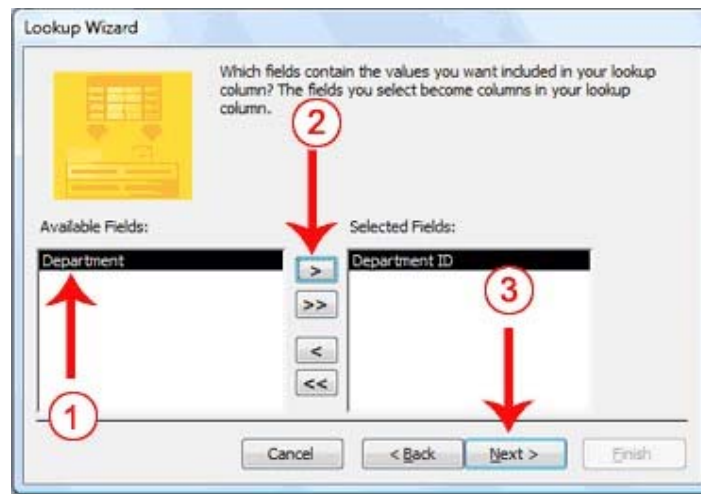 Lookup Wizard
Which fields contain the values you want included in your lookup
column? The fields you select become columns in your lookup
column.
2
Available Fields:
Selected Fields:
Department
>
Department ID
3
>>
<
<<
1
Cancel
< Back
Next >
Finish